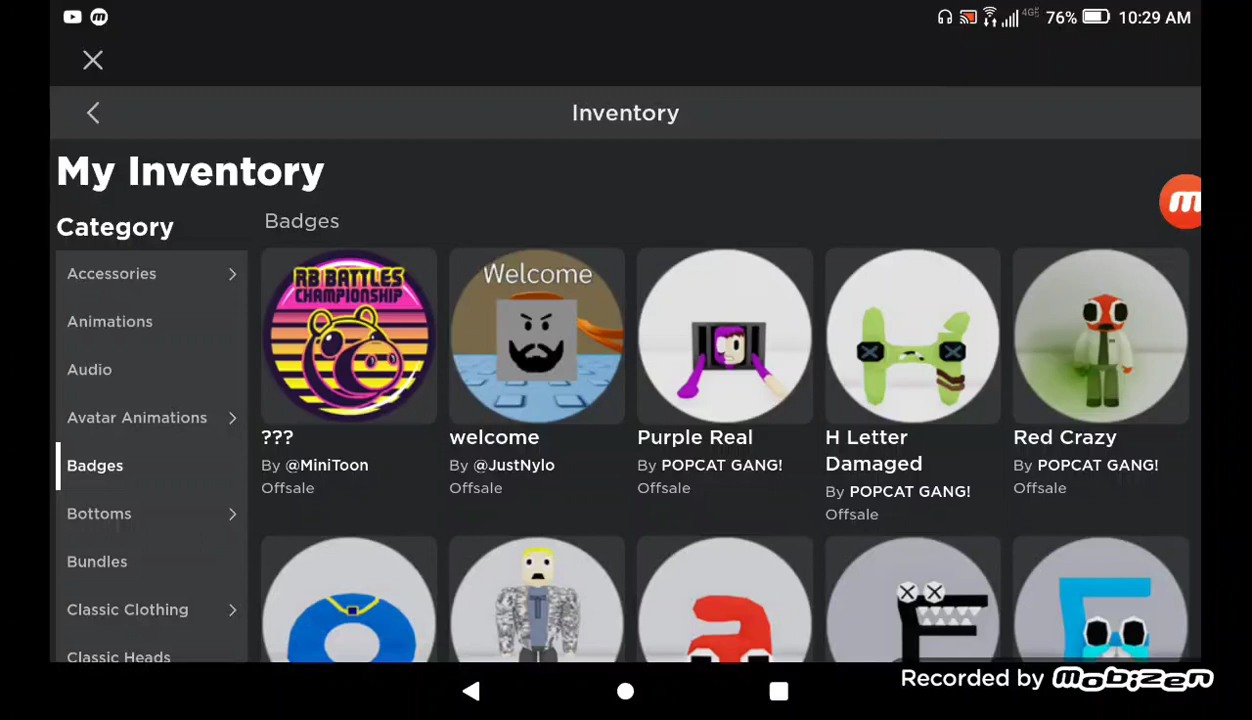 4G
76%
10:29 AM
Inventory
My Inventory
Category
Badges
Accessories
Animations
Audio
Avatar Animations
Badges
Bottoms
Bundles
Classic Clothing
Classic Heads
RB BATTLES
CHAMPIONSHIP
???
By @MiniToon
Offsale
Welcome
welcome
By @JustNylo
Offsale
Purple Real
By POPCAT GANG!
Offsale
H Letter
Damaged
By POPCAT GANG!
Offsale
Red Crazy
By POPCAT GANG!
Offsale
Recorded by mobizen